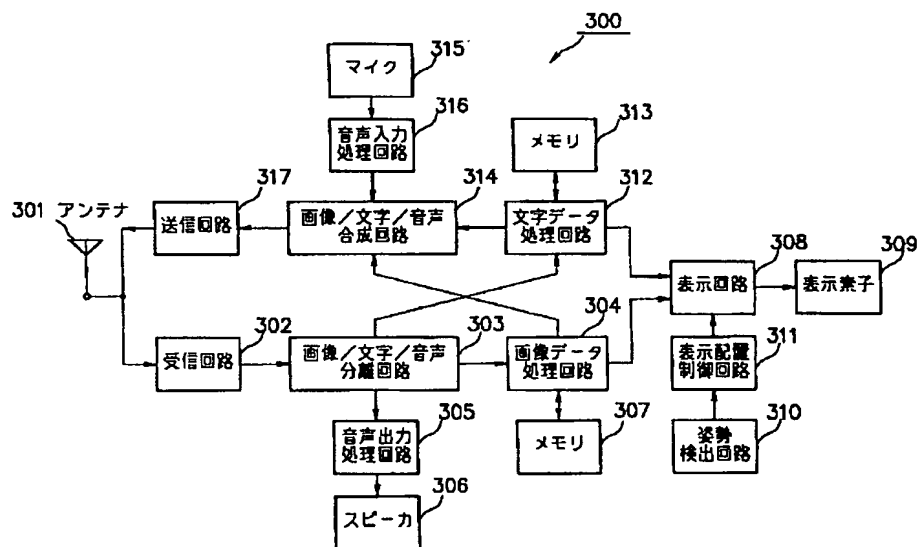 300
315
マイク
316
音声入力
処理回路
313
メモリ
317
314
312
301 アンテナ
送信回路
画像/文字/音声
合成回路
文字データ
処理回路
308
309
表示回路
表示素子
302
303
304
受信回路
画像/文字/音声
分離回路
画像データ
処理回路
311
表示配置
制御回路
305
音声出力
処理回路
307
メモリ
310
姿勢
検出回路
306
スピーカ